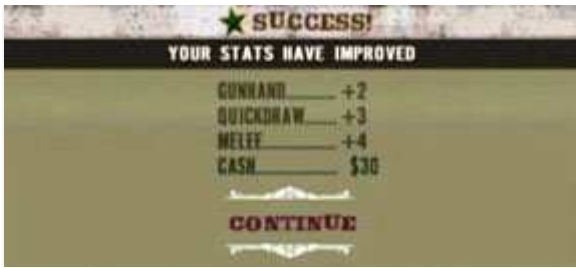 SUCCESS!
YOUR STATS HAVE IMPROVED
GUNHAND +2
QUICKDRAW +3
MELEE +4
CASH $30
CONTINUE